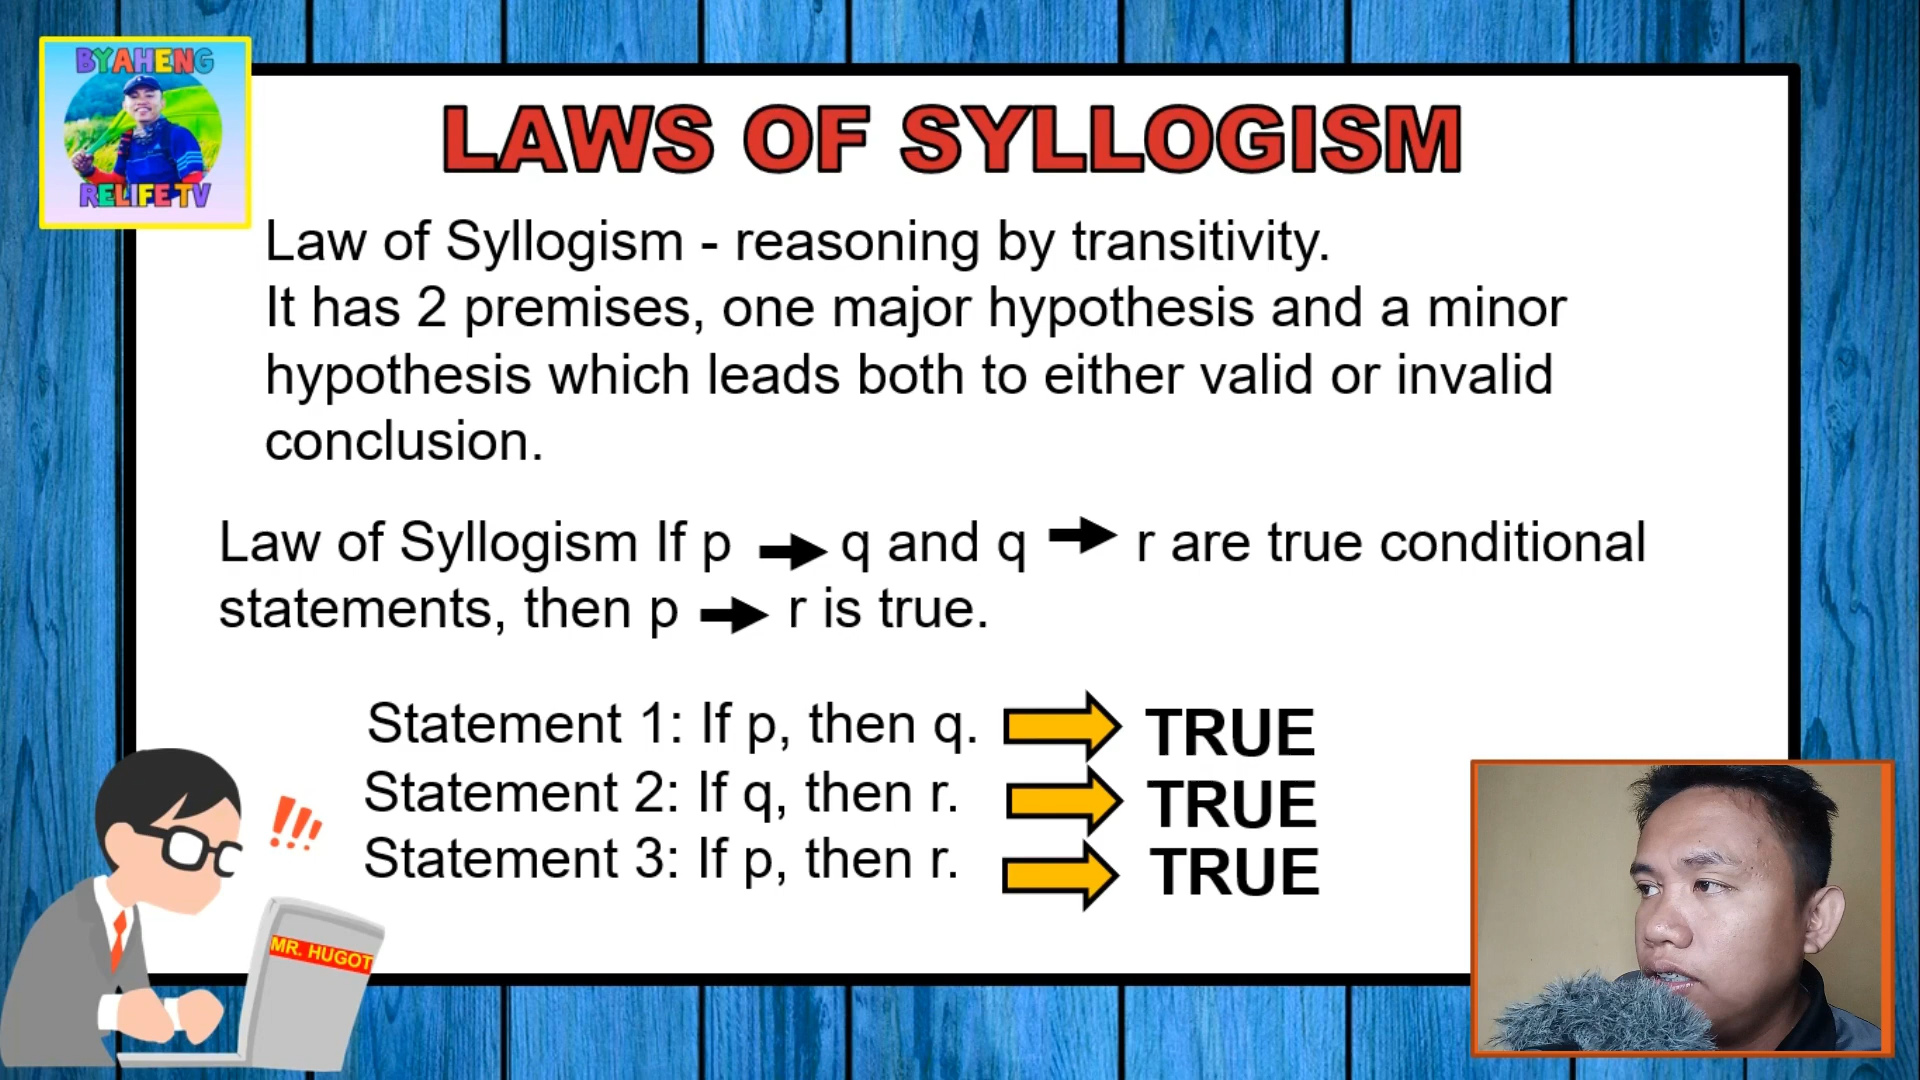 BYAHENG
RELIFE TV
LAWS OF SYLLOGISM
Law of Syllogism - reasoning by transitivity.
It has 2 premises, one major hypothesis and a minor
hypothesis which leads both to either valid or invalid
conclusion.
Law of Syllogism If p ➡ q and q ➡ r are true conditional
statements, then p ➡ r is true.
Statement 1: If p, then q. ➡ TRUE
Statement 2: If q, then r. ➡ TRUE
Statement 3: If p, then r. ➡ TRUE
!!!
MR. HUGOT